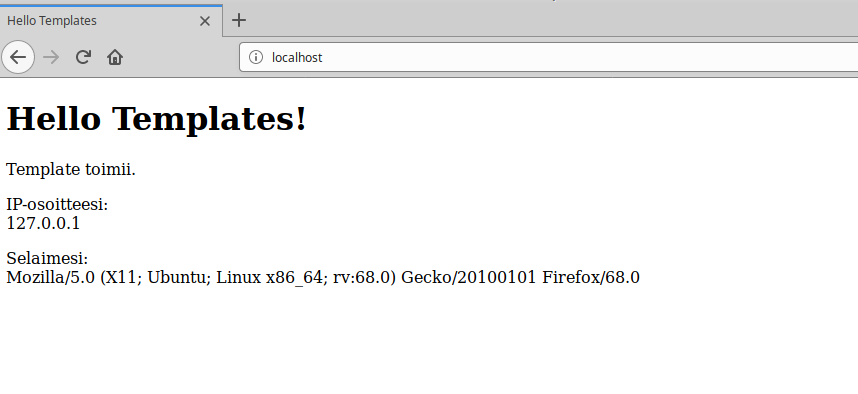 Hello Templates
localhost
Hello Templates!
Template toimii.
IP-osoitteesi:
127.0.0.1
Selaimesi:
Mozilla/5.0 (X11; Ubuntu; Linux x86_64; rv:68.0) Gecko/20100101 Firefox/68.0